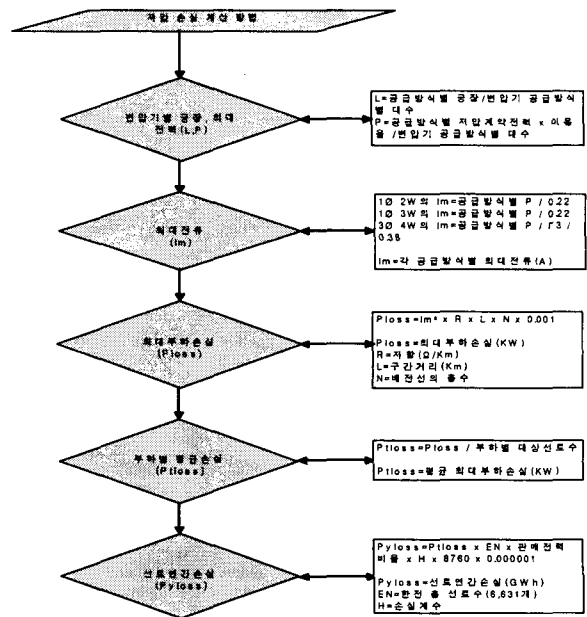 저압 손실 계산 방법
변압기별 긍장, 최대
전력(L,P)
L=공급방식별 긍장/변압기 공급방식
별 대수
P=공급방식별 저압계약전력 x 이용
율/변압기 공급방식별 대수
최대전류
(Im)
1Ø 2W의 Im=공급방식별 P / 0.22
1Ø 3W의 Im=공급방식별 P / 0.22
3Ø 4W의 Im=공급방식별 P / Γ3 /
0.38
Im=각 공급방식별 최대전류(A)
최대부하손실
(Ploss)
Ploss=Im² x R x L x N x 0.001
Ploss=최대부하손실(KW)
R=저항(Ω/Km)
L=구간거리(Km)
N=배전선의 총수
부하별 평균손실
(Ptloss)
Ptloss=Ploss / 부하별 대상선로수
Ptloss=평균 최대부하손실(KW)
선로연간손실
(Pyloss)
Pyloss=Ptloss x EN x 판매전력
비율 x H x 8760 x 0.000001
Pyloss=선로연간손실(GWh)
EN=한전 총 선로수(6,631개)
H=손실계수